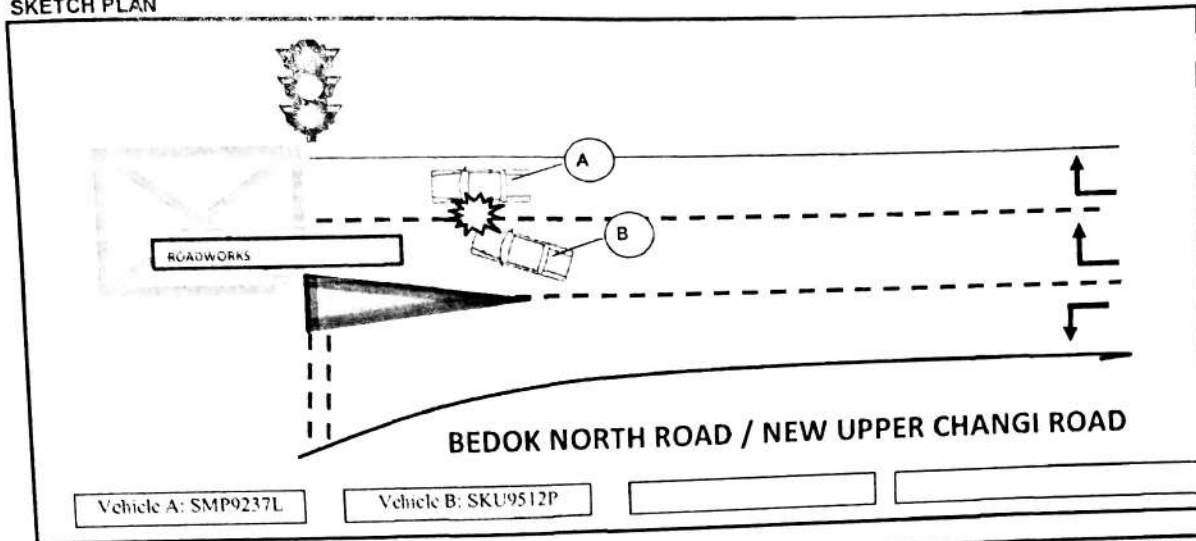 SKETCH PLAN
A
B
ROADWORKS
BEDOK NORTH ROAD / NEW UPPER CHANGI ROAD
Vehicle A: SMP9237L
Vehicle B: SKU9512P